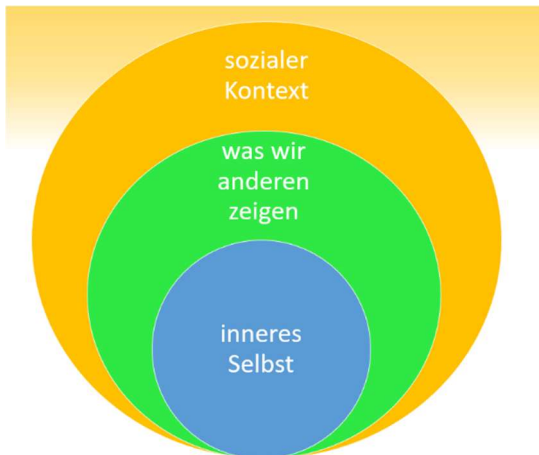 sozialer
Kontext
was wir
anderen
zeigen
inneres
Selbst